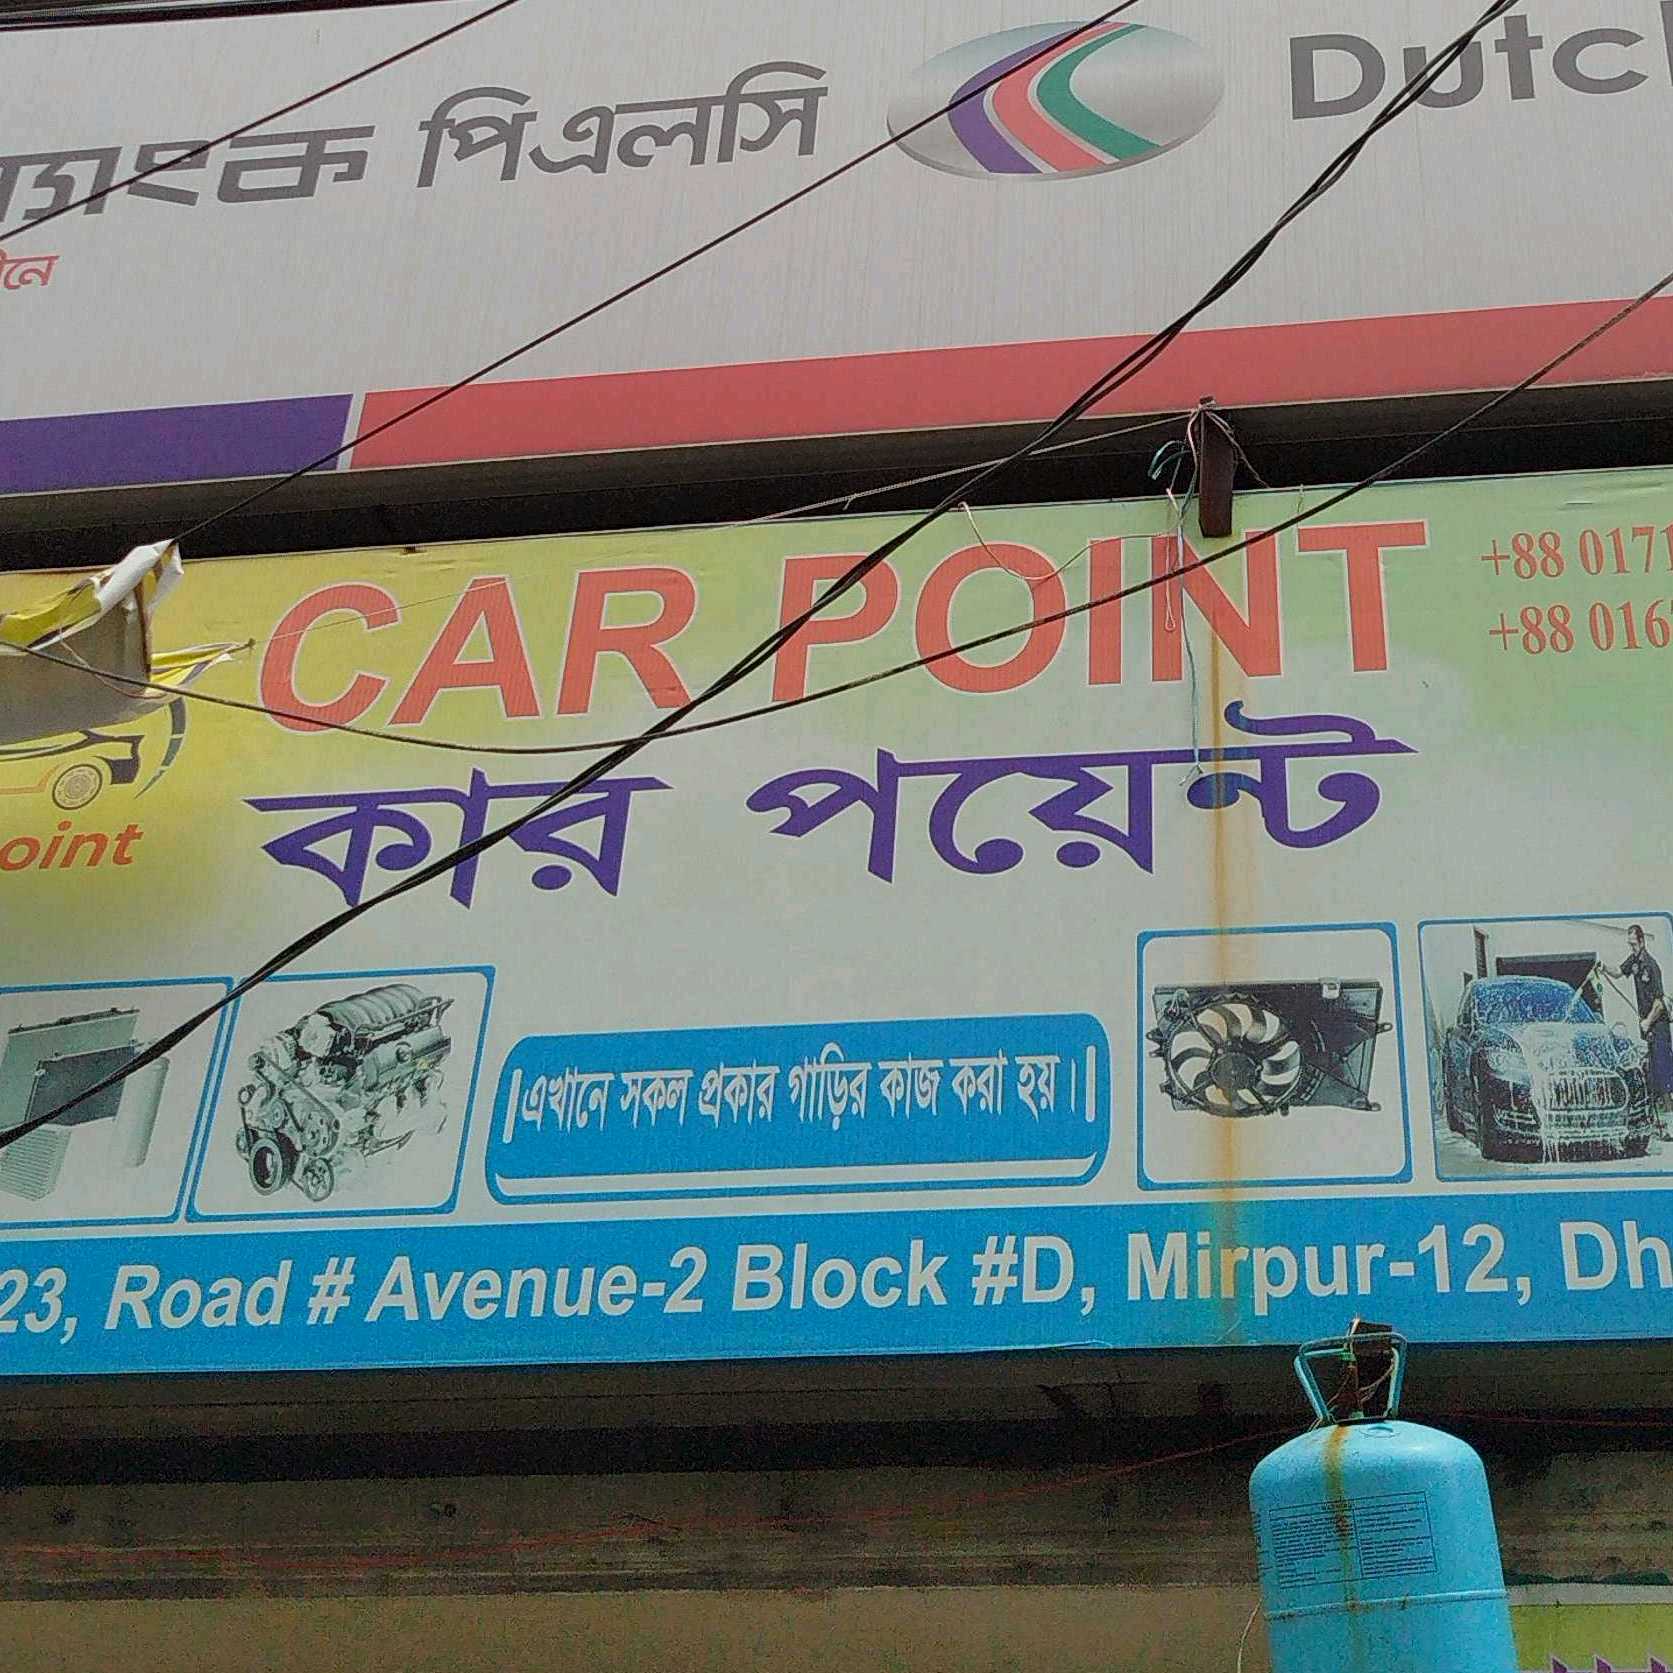 ব্যাংক পিএলসি Dutch
CAR POINT
+88 0171
+88 016
কার পয়েন্ট
oint
এখানে সকল প্রকার গাড়ির কাজ করা হয়।
23, Road # Avenue-2 Block #D, Mirpur-12, Dh